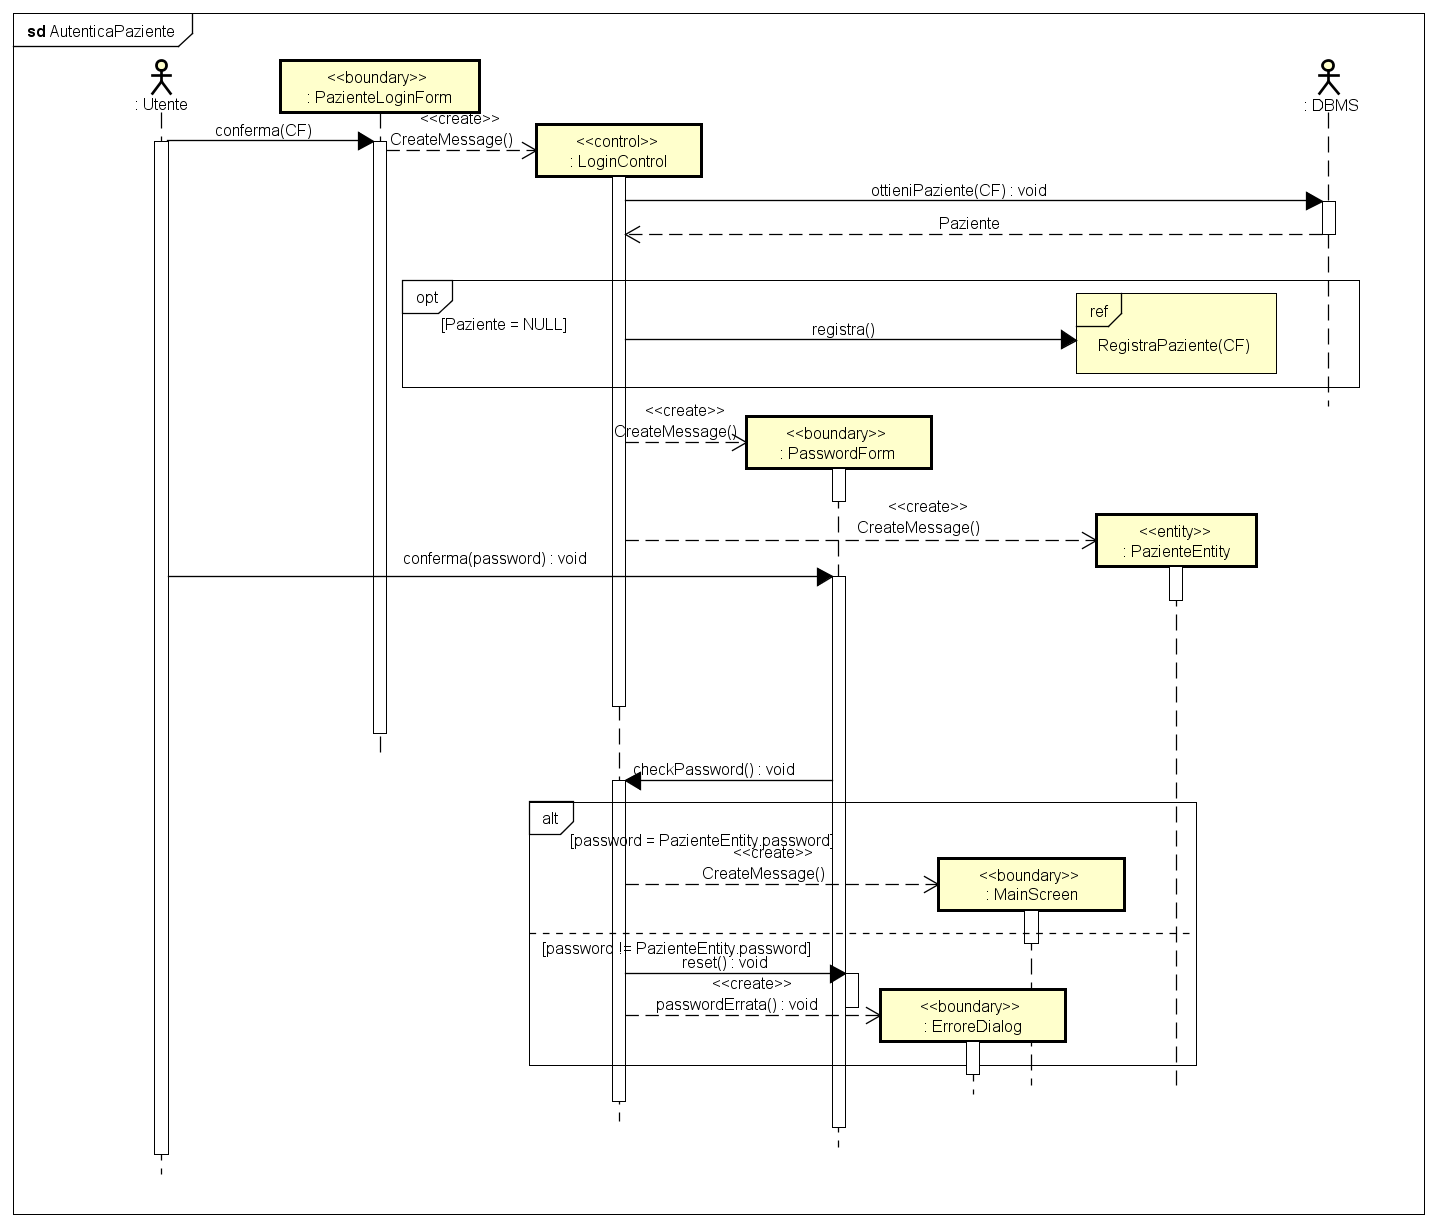 sd AutenticaPaziente
: Utente
<<boundary>>
: PazienteLoginForm
: DBMS
conferma(CF)
<<create>>
CreateMessage()
<<control>>
: LoginControl
ottieniPaziente(CF) : void
Paziente
opt
[Paziente = NULL]
registra()
ref
RegistraPaziente(CF)
<<create>>
CreateMessage()
<<boundary>>
: PasswordForm
<<create>>
CreateMessage()
<<entity>>
: PazienteEntity
conferma(password) : void
checkPassword() : void
alt
[password = PazienteEntity.password]
<<create>>
CreateMessage()
<<boundary>>
: MainScreen
[password != PazienteEntity.password]
reset() : void
<<create>>
passwordErrata() : void
<<boundary>>
: ErroreDialog